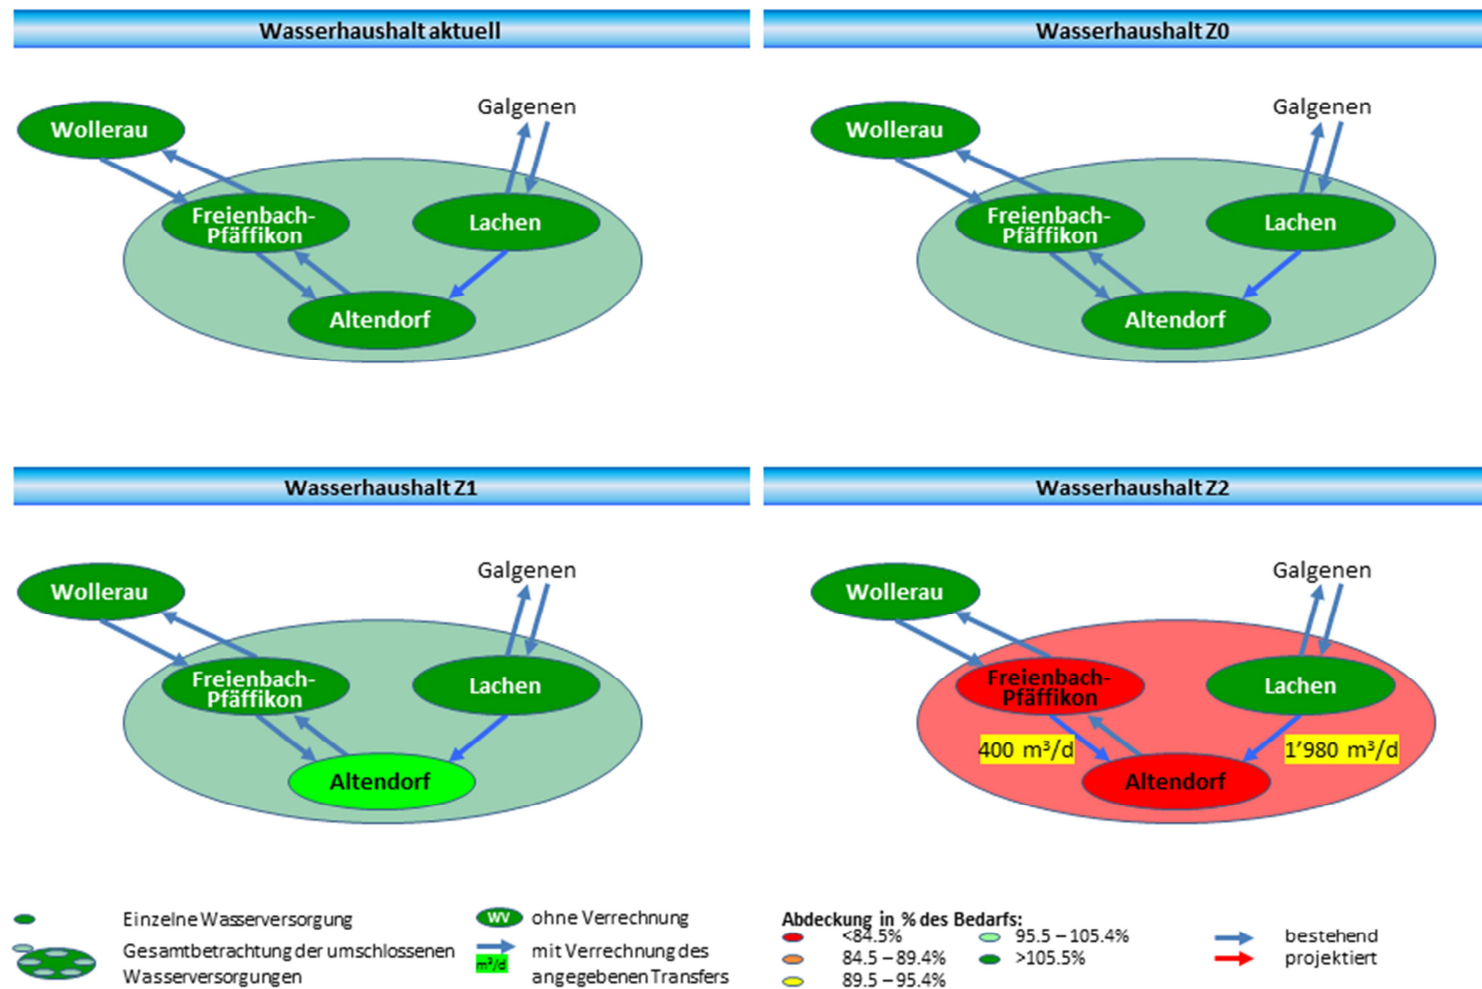 Wasserhaushalt aktuell
Galgenen
Wollerau
Freienbach-
Pfäffikon
Lachen
Altendorf
Wasserhaushalt Z0
Galgenen
Wollerau
Freienbach-
Pfäffikon
Lachen
Altendorf
Wasserhaushalt Z1
Galgenen
Wollerau
Freienbach-
Pfäffikon
Lachen
Altendorf
Wasserhaushalt Z2
Galgenen
Wollerau
Freienbach-
Pfäffikon
Lachen
400 m³/d
1’980 m³/d
Altendorf
Einzelne Wasserversorgung
Gesamtbetrachtung der umschlossenen
Wasserversorgungen
WV ohne Verrechnung
mit Verrechnung des
m³/d angegebenen Transfers
Abdeckung in % des Bedarfs:
<84.5%
84.5 – 89.4%
89.5 – 95.4%
95.5 – 105.4%
>105.5%
bestehend
projektiert